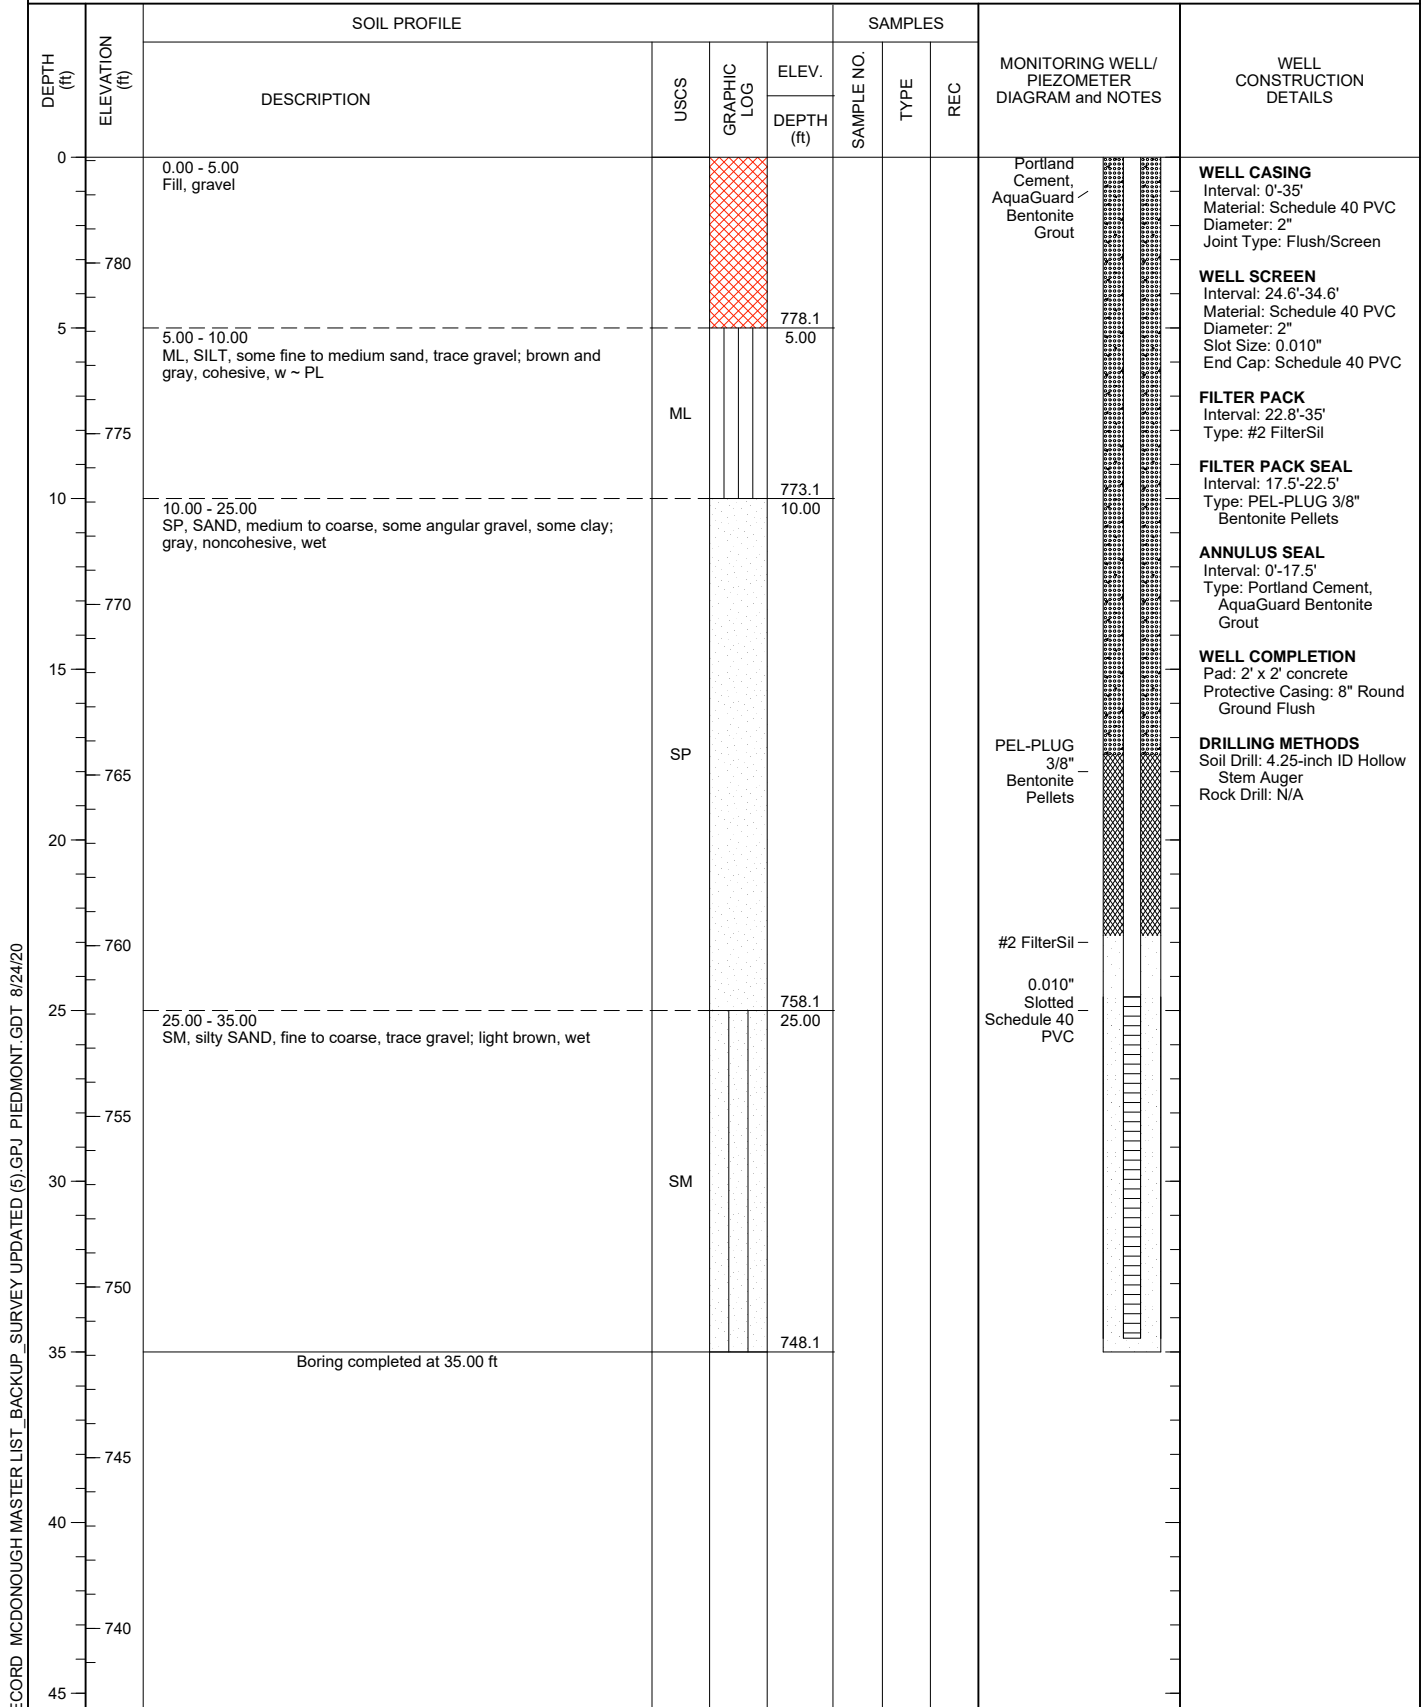 SOIL PROFILE
SAMPLES
DEPTH
(ft)
ELEVATION
(ft)
DESCRIPTION
USCS
GRAPHIC
LOG
ELEV.
DEPTH
(ft)
SAMPLE NO.
TYPE
REC
MONITORING WELL/
PIEZOMETER
DIAGRAM and NOTES
WELL
CONSTRUCTION
DETAILS
0
5
10
15
20
25
30
35
40
45
780
775
770
765
760
755
750
745
740
0.00 - 5.00
Fill, gravel
778.1
5.00
5.00 - 10.00
ML, SILT, some fine to medium sand, trace gravel; brown and
gray, cohesive, w ~ PL
ML
773.1
10.00
10.00 - 25.00
SP, SAND, medium to coarse, some angular gravel, some clay;
gray, noncohesive, wet
SP
758.1
25.00
25.00 - 35.00
SM, silty SAND, fine to coarse, trace gravel; light brown, wet
SM
748.1
Boring completed at 35.00 ft
Portland
Cement,
AquaGuard
Bentonite
Grout
PEL-PLUG
3/8"
Bentonite
Pellets
#2 FilterSil
0.010"
Slotted
Schedule 40
PVC
WELL CASING
Interval: 0'-35'
Material: Schedule 40 PVC
Diameter: 2"
Joint Type: Flush/Screen
WELL SCREEN
Interval: 24.6'-34.6'
Material: Schedule 40 PVC
Diameter: 2"
Slot Size: 0.010"
End Cap: Schedule 40 PVC
FILTER PACK
Interval: 22.8'-35'
Type: #2 FilterSil
FILTER PACK SEAL
Interval: 17.5'-22.5'
Type: PEL-PLUG 3/8"
Bentonite Pellets
ANNULUS SEAL
Interval: 0'-17.5'
Type: Portland Cement,
AquaGuard Bentonite
Grout
WELL COMPLETION
Pad: 2' x 2' concrete
Protective Casing: 8" Round
Ground Flush
DRILLING METHODS
Soil Drill: 4.25-inch ID Hollow
Stem Auger
Rock Drill: N/A
MCDONOUGH MASTER LIST_BACKUP_SURVEY UPDATED (5).GPJ PIEDMONT.GDT 8/24/20